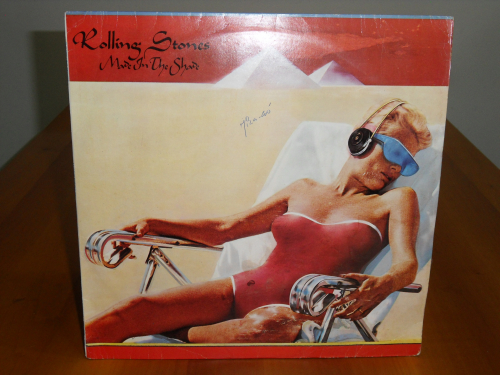 Rolling Stones
Made In The Shade